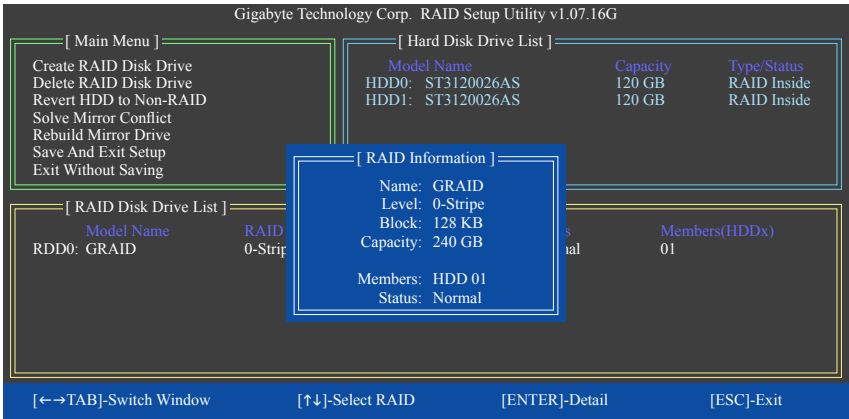 Gigabyte Technology Corp. RAID Setup Utility v1.07.16G
[ Main Menu ]
Create RAID Disk Drive
Delete RAID Disk Drive
Revert HDD to Non-RAID
Solve Mirror Conflict
Rebuild Mirror Drive
Save And Exit Setup
Exit Without Saving
[ Hard Disk Drive List ]
Model Name Capacity Type/Status
HDD0: ST3120026AS 120 GB RAID Inside
HDD1: ST3120026AS 120 GB RAID Inside
[ RAID Information ]
Name: GRAID
Level: 0-Stripe
Block: 128 KB
Capacity: 240 GB
Members: HDD 01
Status: Normal
[ RAID Disk Drive List ]
Model Name RAID Members(HDDx)
RDD0: GRAID 0-Strip al 01
[←→TAB]-Switch Window [↑↓]-Select RAID [ENTER]-Detail [ESC]-Exit